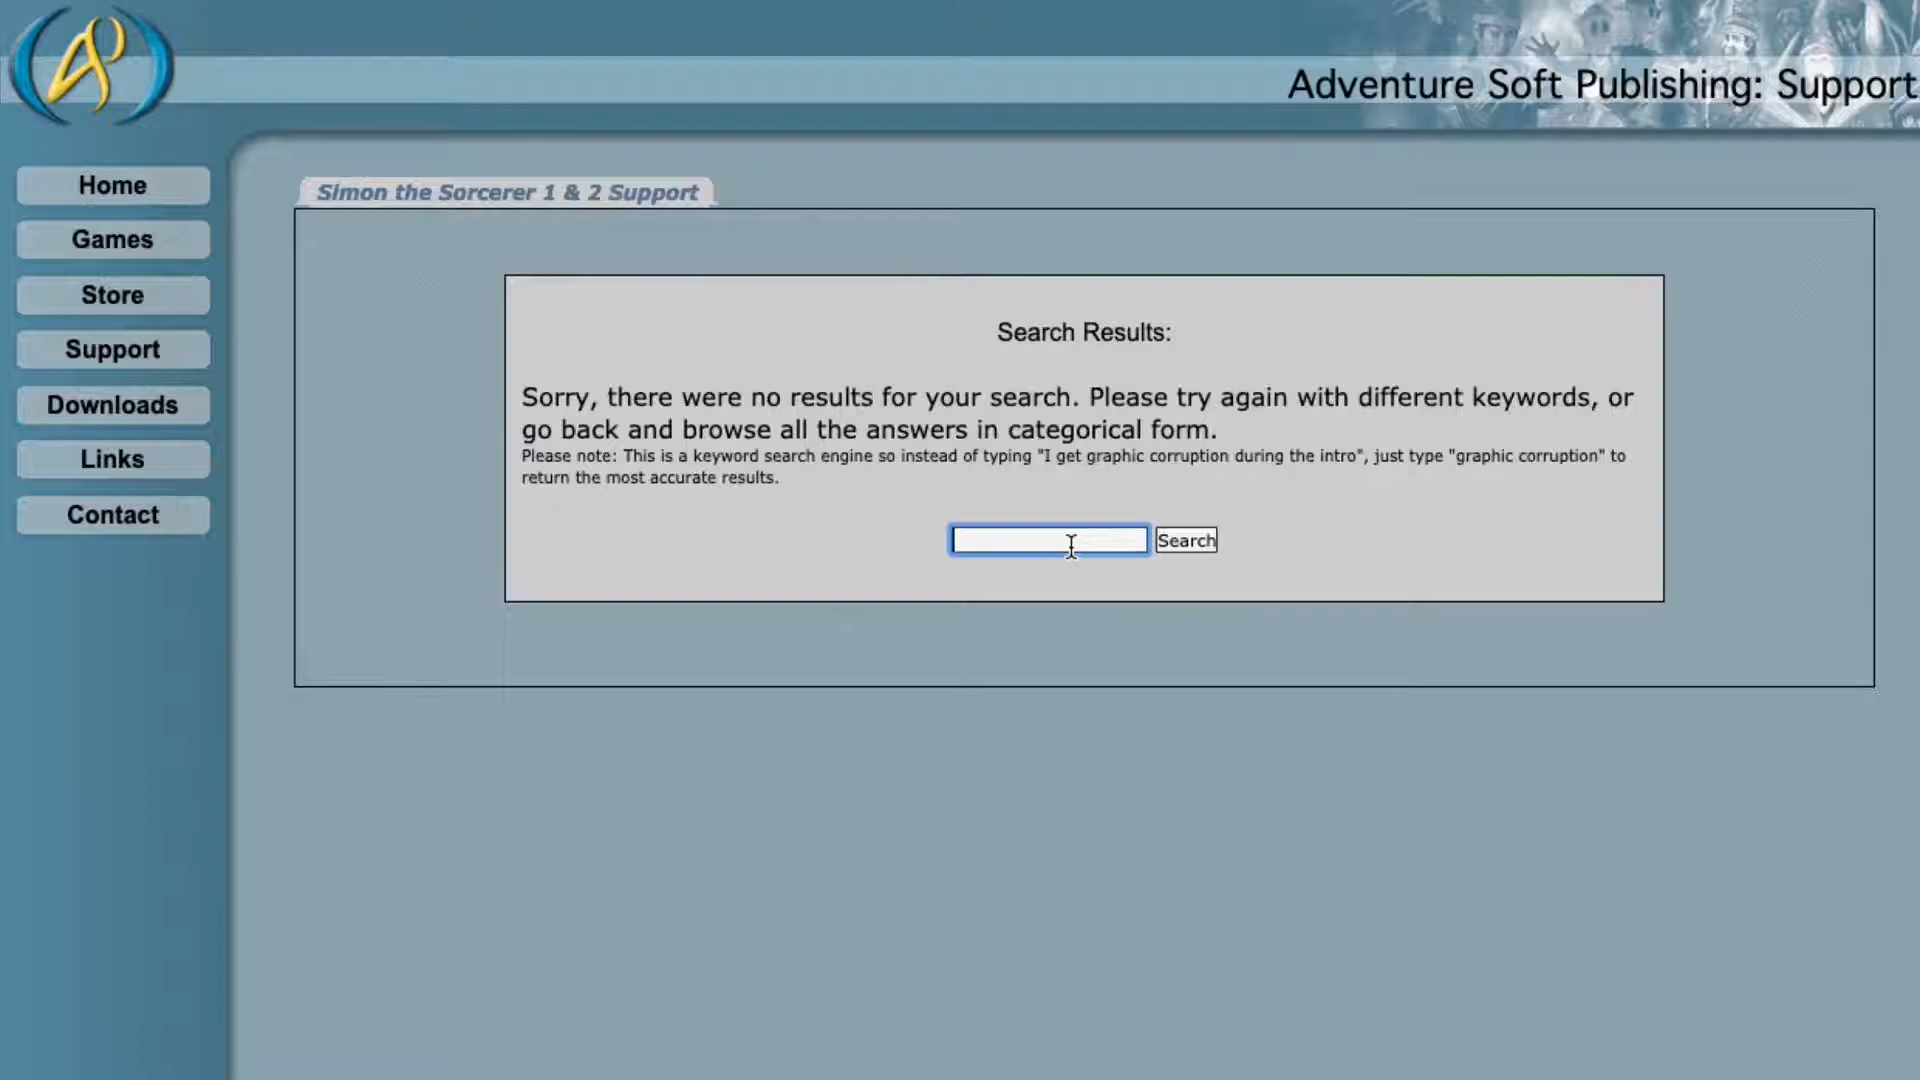 Adventure Soft Publishing: Support
Home
Games
Store
Support
Downloads
Links
Contact
Simon the Sorcerer 1 & 2 Support
Search Results:
Sorry, there were no results for your search. Please try again with different keywords, or
go back and browse all the answers in categorical form.
Please note: This is a keyword search engine so instead of typing "I get graphic corruption during the intro", just type "graphic corruption" to
return the most accurate results.
Search